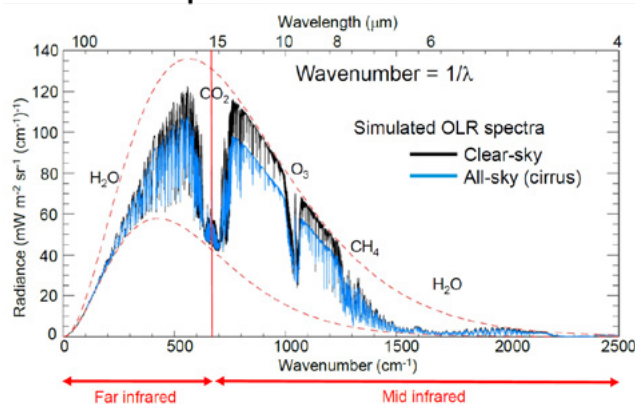 Wavelength (μm)
100 15 10 8 6 4
140
120
100
80
60
40
20
0
Radiance (mW m-2 sr-1 (cm-1)-1)
Wavenumber = 1/λ
CO2
Simulated OLR spectra
Clear-sky
All-sky (cirrus)
H2O
O3
CH4
H2O
0 500 1000 1500 2000 2500
Wavenumber (cm-1)
Far infrared Mid infrared